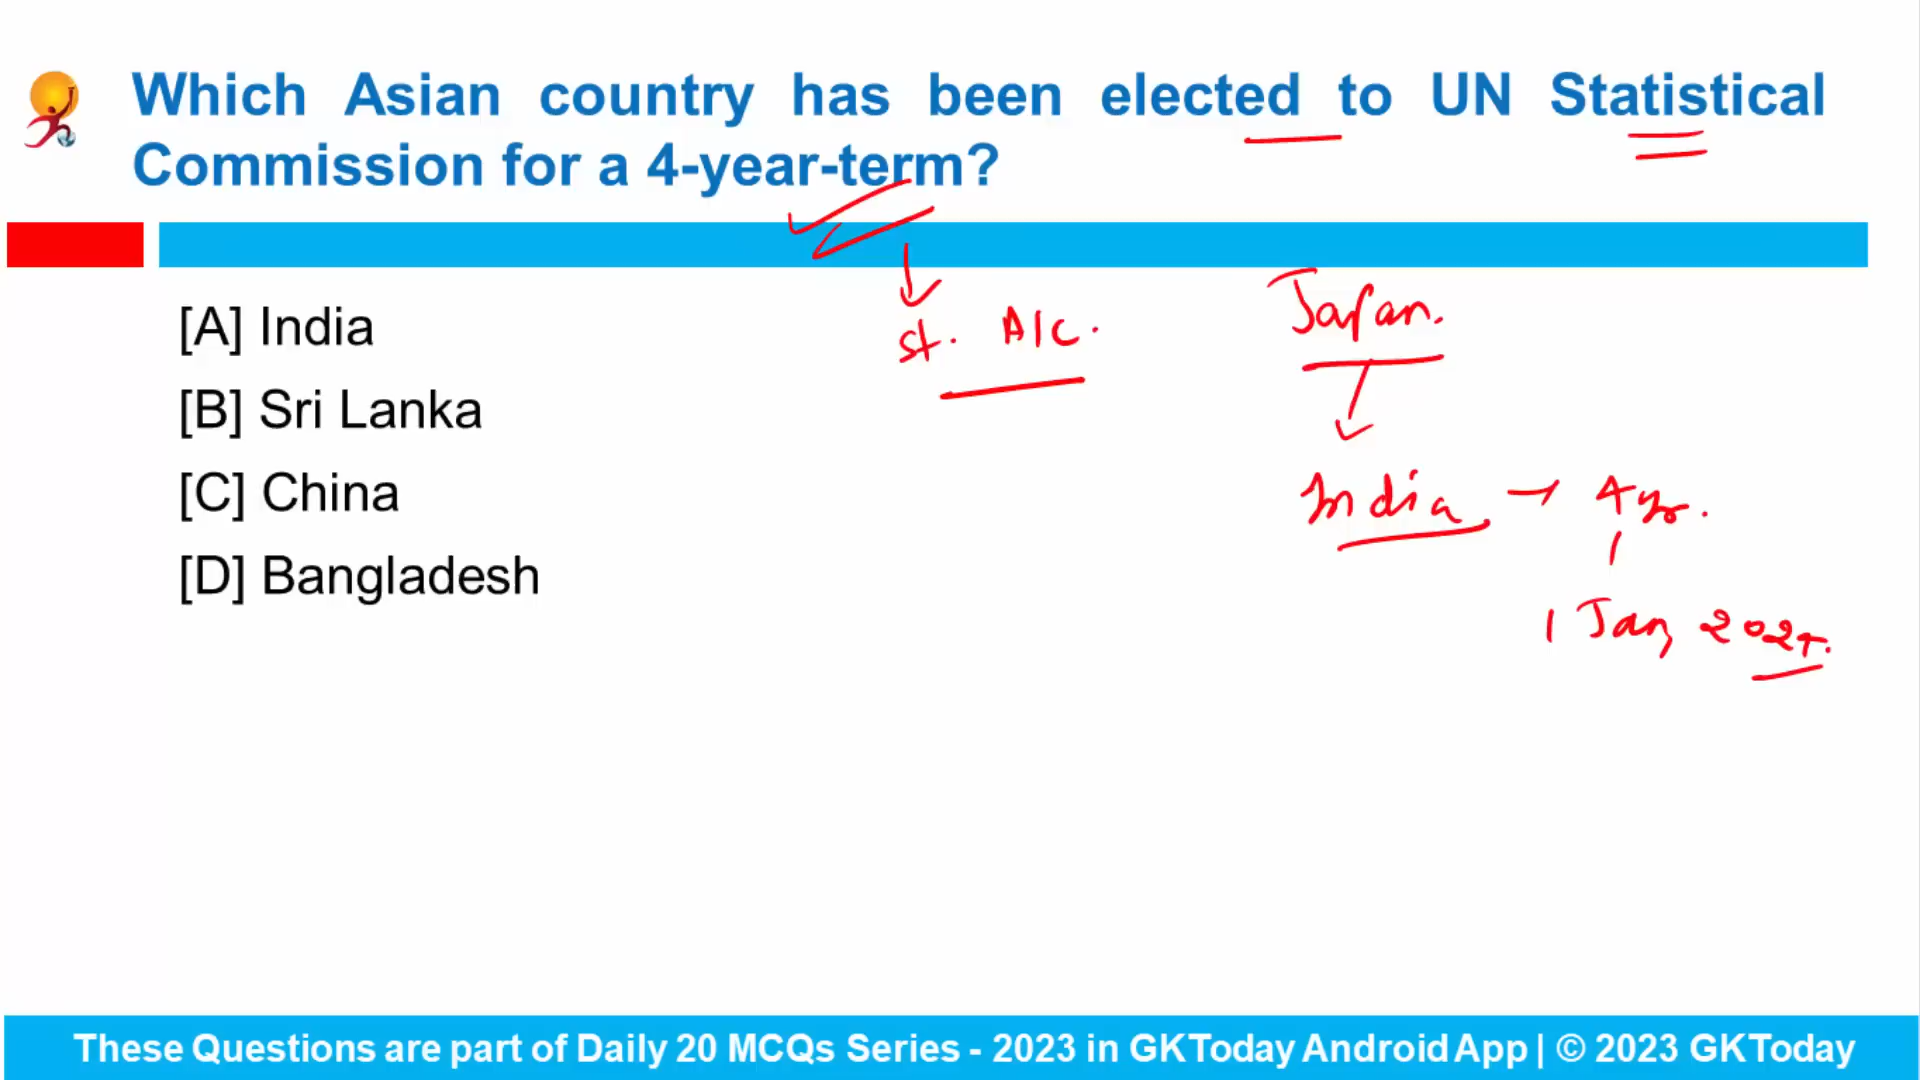 Which Asian country has been elected to UN Statistical
Commission for a 4-year-term?
[A] India
[B] Sri Lanka
[C] China
[D] Bangladesh
st. A/c.
Japan.
India → 4 yr.
1 Jan, 2024.
These Questions are part of Daily 20 MCQs Series - 2023 in GKToday Android App | © 2023 GKToday